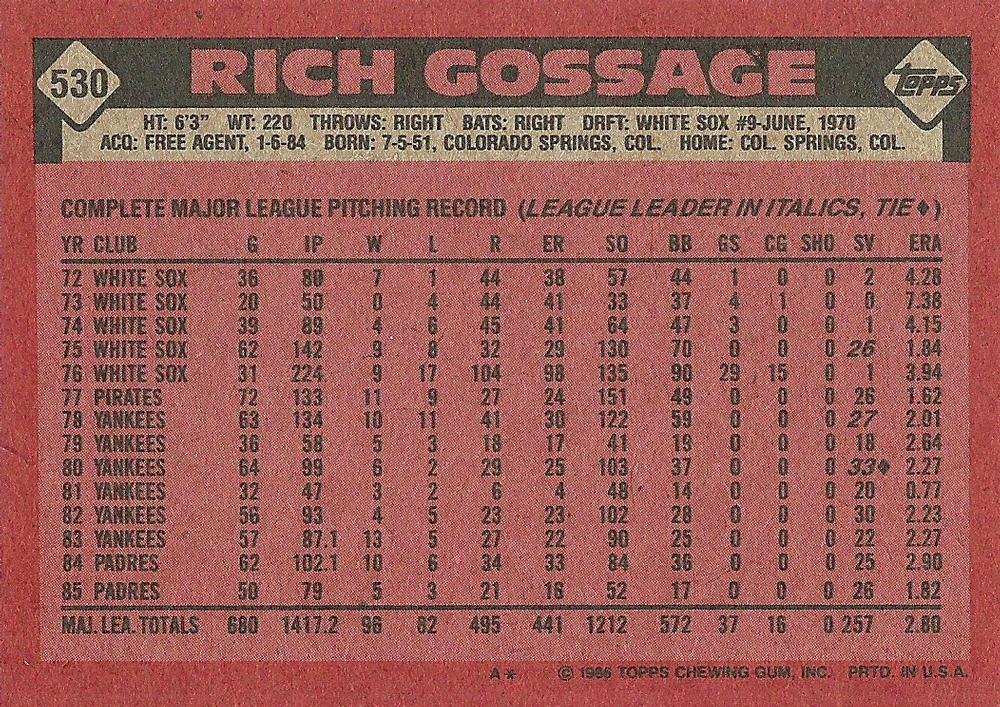 530 RICH GOSSAGE Topps
HT: 6'3" WT: 220 THROWS: RIGHT BATS: RIGHT DRFT: WHITE SOX #9-JUNE, 1970
ACQ: FREE AGENT, 1-6-84 BORN: 7-5-51, COLORADO SPRINGS, COL. HOME: COL. SPRINGS, COL.
COMPLETE MAJOR LEAGUE PITCHING RECORD (LEAGUE LEADER IN ITALICS, TIE♦)
YR CLUB G IP W L R ER SO BB GS CG SHO SV ERA
72 WHITE SOX 36 80 7 1 44 38 57 44 1 0 0 2 4.28
73 WHITE SOX 20 50 0 4 44 41 33 37 4 1 0 0 7.38
74 WHITE SOX 39 89 4 6 45 41 64 47 3 0 0 1 4.15
75 WHITE SOX 62 142 9 8 32 29 130 70 0 0 0 26 1.84
76 WHITE SOX 31 224 9 17 104 98 135 90 29 15 0 1 3.94
77 PIRATES 72 133 11 9 27 24 151 49 0 0 0 26 1.62
78 YANKEES 63 134 10 11 41 30 122 59 0 0 0 27 2.01
79 YANKEES 36 58 5 3 18 17 41 19 0 0 0 18 2.64
80 YANKEES 64 99 6 2 29 25 103 37 0 0 0 33♦ 2.27
81 YANKEES 32 47 3 2 6 4 48 14 0 0 0 20 0.77
82 YANKEES 56 93 4 5 23 23 102 28 0 0 0 30 2.23
83 YANKEES 57 87.1 13 5 27 22 90 25 0 0 0 22 2.27
84 PADRES 62 102.1 10 6 34 33 84 36 0 0 0 25 2.90
85 PADRES 50 79 5 3 21 16 52 17 0 0 0 26 1.82
MAJ. LEA. TOTALS 680 1417.2 96 82 495 441 1212 572 37 16 0 257 2.80
A* © 1986 TOPPS CHEWING GUM, INC. PRTD. IN U.S.A.